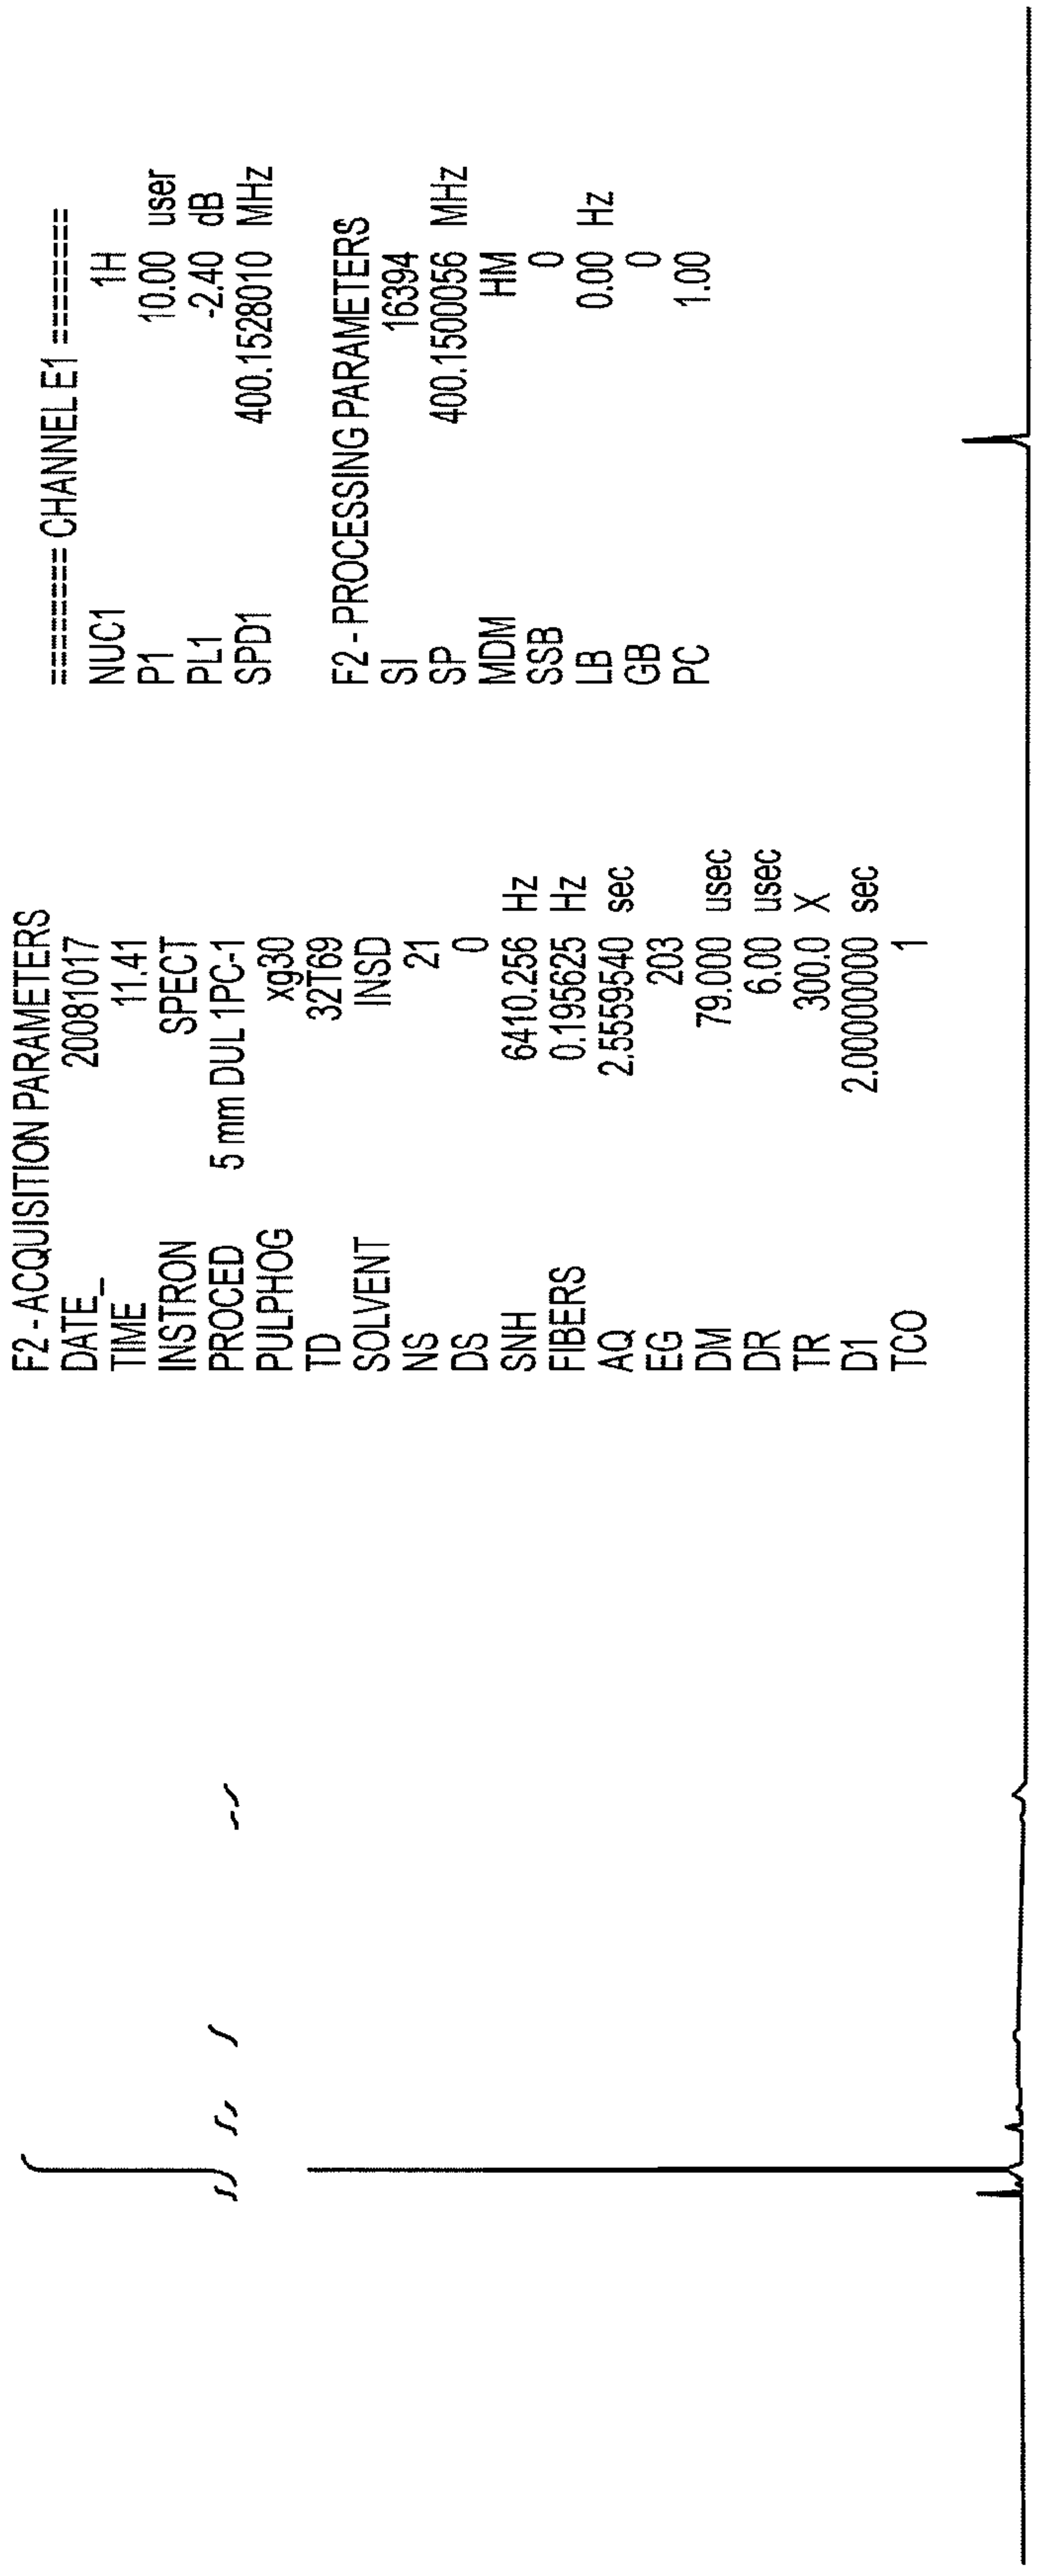 F2 - ACQUISITION PARAMETERS
DATE_ 20081017
TIME 11.41
INSTRON SPECT
PROCED 5 mm DUL 1PC-1
PULPHOG xg30
TD 32T69
SOLVENT INSD
NS 21
DS 0
SNH 6410.256 Hz
FIBERS 0.195625 Hz
AQ 2.5559540 sec
EG 203
DM 79.000 usec
DR 6.00 usec
TR 300.0 X
D1 2.00000000 sec
TCO 1
======== CHANNEL E1 ========
NUC1 1H
P1 10.00 user
PL1 -2.40 dB
SPD1 400.1528010 MHz
F2 - PROCESSING PARAMETERS
SI 16394
SP 400.1500056 MHz
MDM HM
SSB 0
LB 0.00 Hz
GB 0
PC 1.00